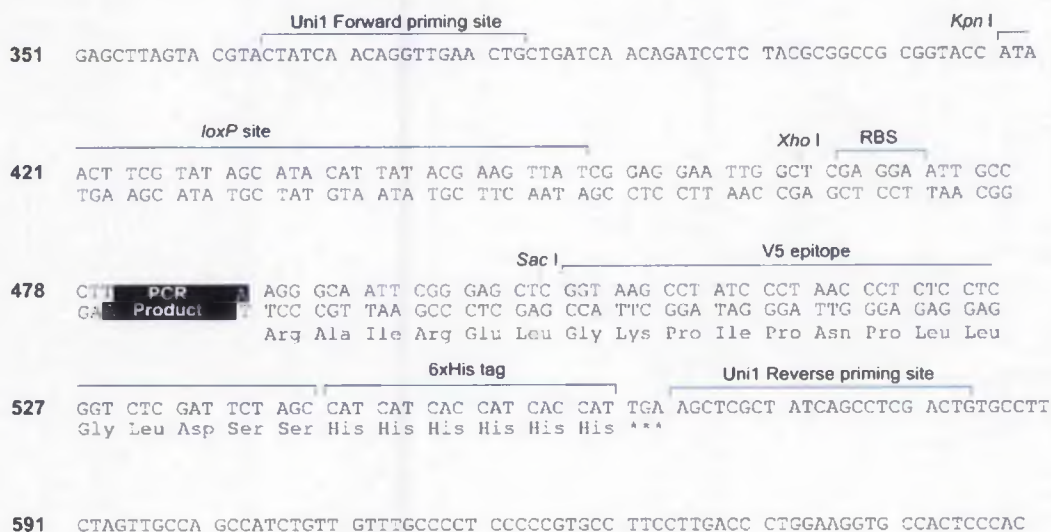 Uni1 Forward priming site Kpn I
351 GAGCTTAGTA CGTACTATCA ACAGGTTGAA CTGCTGATCA ACAGATCCTC TACGCGGCCG CGGTACC ATA
loxP site Xho I RBS
421 ACT TCG TAT AGC ATA CAT TAT ACG AAG TTA TCG GAG GAA TTG GCT CGA GGA ATT GCC
TGA AGC ATA TGC TAT GTA ATA TGC TTC AAT AGC CTC CTT AAC CGA GCT CCT TAA CGG
Sac I V5 epitope
478 CTT PCR A AGG GCA ATT CGG GAG CTC GGT AAG CCT ATC CCT AAC CCT CTC CTC
GA Product T TCC CGT TAA GCC CTC GAG CCA TTC GGA TAG GGA TTG GGA GAG GAG
Arg Ala Ile Arg Glu Leu Gly Lys Pro Ile Pro Asn Pro Leu Leu
6xHis tag Uni1 Reverse priming site
527 GGT CTC GAT TCT AGC CAT CAT CAC CAT CAC CAT TGA AGCTCGCT ATCAGCCTCG ACTGTGCCTT
Gly Leu Asp Ser Ser His His His His His His ***
591 CTAGTTGCCA GCCATCTGTT GTTTGCCCCT CCCCCGTGCC TTCCTTGACC CTGGAAGGTG CCACTCCCAC